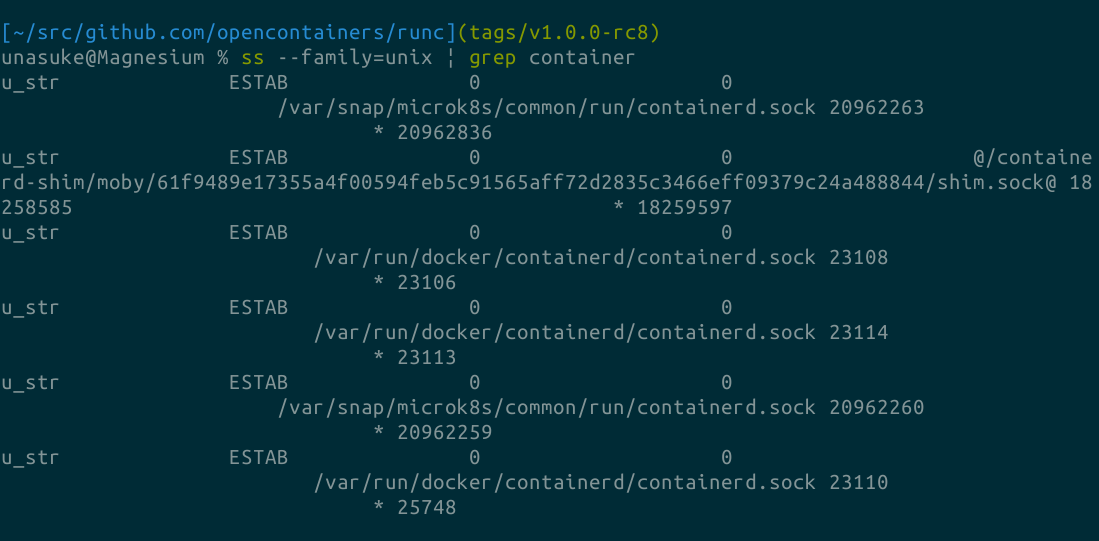 [~/src/github.com/opencontainers/runc](tags/v1.0.0-rc8)
unasuke@Magnesium % ss --family=unix ¦ grep container
u_str ESTAB 0 0
/var/snap/microk8s/common/run/containerd.sock 20962263
* 20962836
u_str ESTAB 0 0 @/containe
rd-shim/moby/61f9489e17355a4f00594feb5c91565aff72d2835c3466eff09379c24a488844/shim.sock@ 18
258585 * 18259597
u_str ESTAB 0 0
/var/run/docker/containerd/containerd.sock 23108
* 23106
u_str ESTAB 0 0
/var/run/docker/containerd/containerd.sock 23114
* 23113
u_str ESTAB 0 0
/var/snap/microk8s/common/run/containerd.sock 20962260
* 20962259
u_str ESTAB 0 0
/var/run/docker/containerd/containerd.sock 23110
* 25748